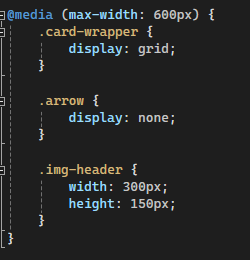 @media (max-width: 600px) {
.card-wrapper {
display: grid;
}
.arrow {
display: none;
}
.img-header {
width: 300px;
height: 150px;
}
}